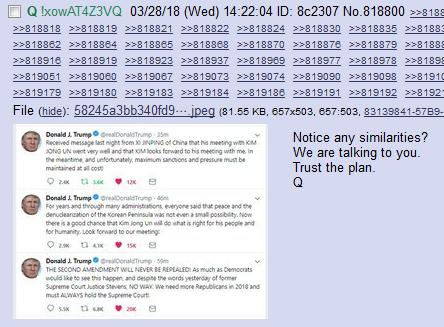 Q !xowAT4Z3VQ 03/28/18 (Wed) 14:22:04 ID: 8c2307 No.818800 >>8188
>>818818 >>818819 >>818821 >>818822 >>818824 >>818830 >>8188
>>818862 >>818864 >>818865 >>818868 >>818870 >>818877 >>8188
>>818916 >>818919 >>818923 >>818937 >>818969 >>818977 >>8189
>>819051 >>819060 >>819067 >>819069 >>819090 >>819098 >>8191
>>819179 >>819191 >>819192 >>819183 >>819184 >>819192 >>8192
File (hide): 58245a3bb340fd9⋯.jpeg (81.55 KB, 657x503, 657:503, 83139841-57B9-
Donald J. Trump @realDonaldTrump · 35m
Received message last night from XI JINPING of China that his meeting with KIM
JONG UN went very well and that KIM looks forward to his meeting with me. In
the meantime, and unfortunately, maximum sanctions and pressure must be
maintained at all cost!
2.4K 3.6K 12K
Donald J. Trump @realDonaldTrump · 46m
For years and through many administrations, everyone said that peace and the
denuclearization of the Korean Peninsula was not even a small possibility. Now
there is a good chance that Kim Jong Un will do what is right for his people and
for humanity. Look forward to our meeting!
2.9K 4.1K 15K
Donald J. Trump @realDonaldTrump · 59m
THE SECOND AMENDMENT WILL NEVER BE REPEALED! As much as Democrats
would like to see this happen, and despite the words yesterday of former
Supreme Court Justice Stevens, NO WAY. We need more Republicans in 2018 and
must ALWAYS hold the Supreme Court!
5.5K 6.8K 20K
Notice any similarities?
We are talking to you.
Trust the plan.
Q